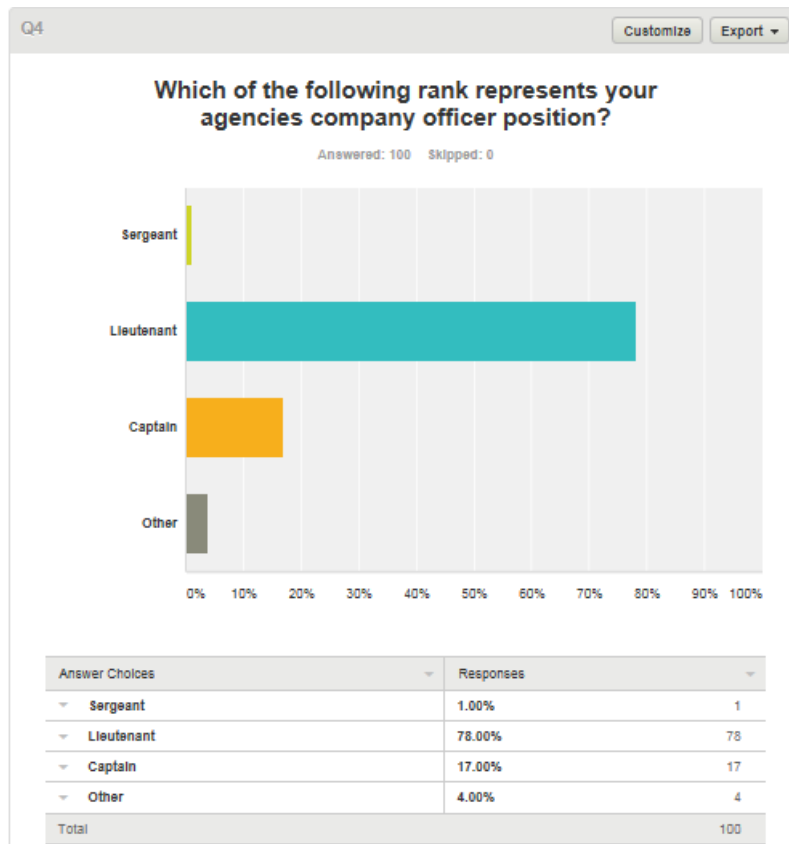 Q4 Customize Export
Which of the following rank represents your
agencies company officer position?
Answered: 100 Skipped: 0
Sergeant
Lieutenant
Captain
Other
0% 10% 20% 30% 40% 50% 60% 70% 80% 90% 100%
Answer Choices Responses
Sergeant 1.00% 1
Lieutenant 78.00% 78
Captain 17.00% 17
Other 4.00% 4
Total 100